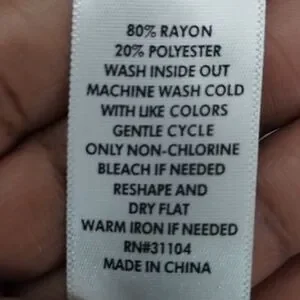 80% RAYON
20% POLYESTER
WASH INSIDE OUT
MACHINE WASH COLD
WITH LIKE COLORS
GENTLE CYCLE
ONLY NON-CHLORINE
BLEACH IF NEEDED
RESHAPE AND
DRY FLAT
WARM IRON IF NEEDED
RN#31104
MADE IN CHINA